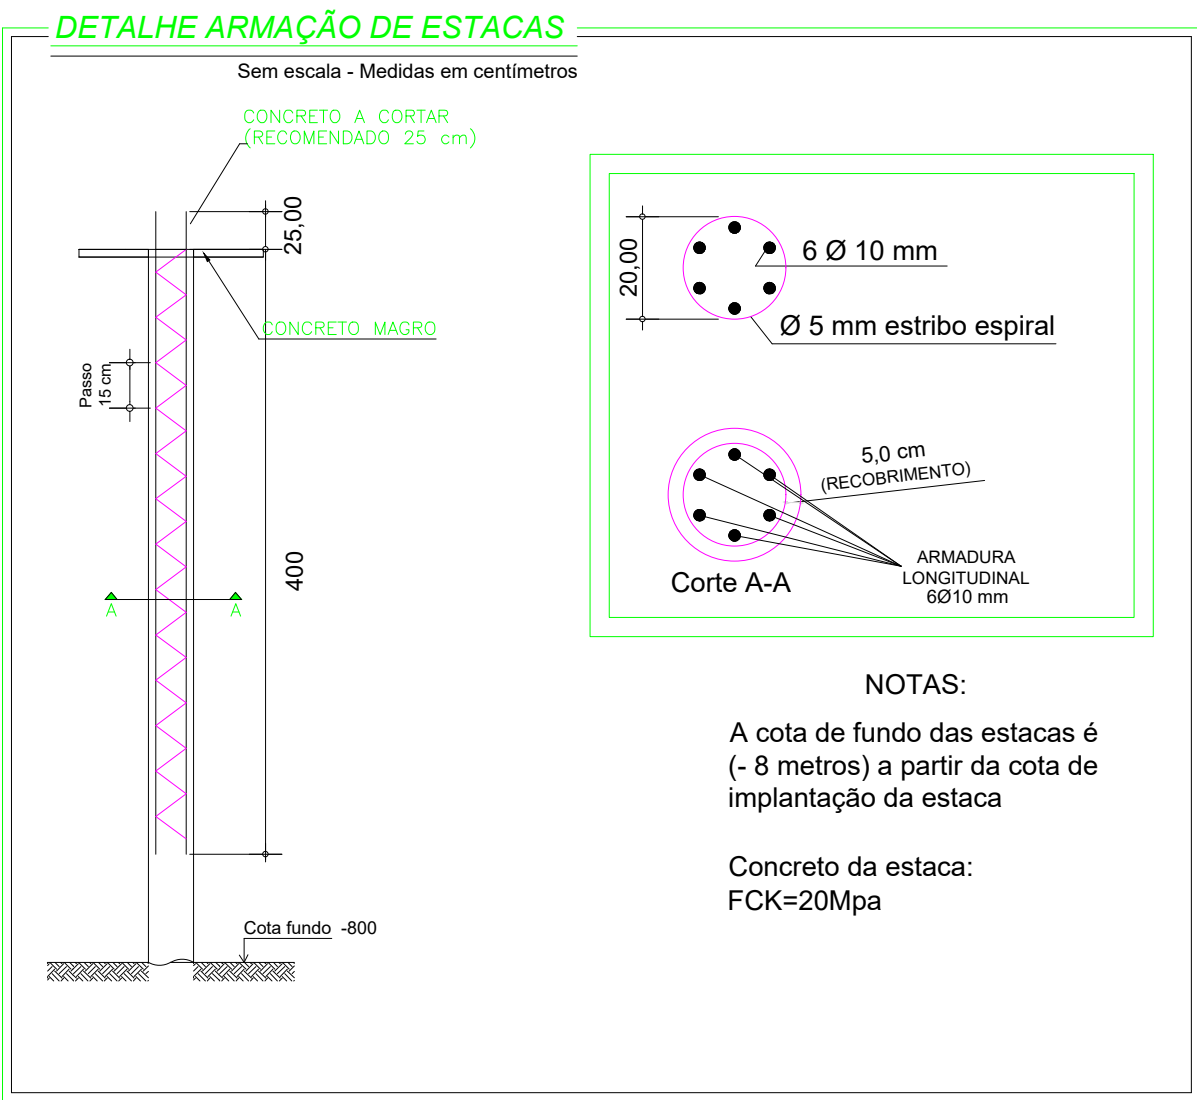 DETALHE ARMAÇÃO DE ESTACAS
Sem escala - Medidas em centímetros
CONCRETO A CORTAR
(RECOMENDADO 25 cm)
25,00
CONCRETO MAGRO
Passo
15 cm
400
A
A
Cota fundo -800
20,00
6 Ø 10 mm
Ø 5 mm estribo espiral
5,0 cm
(RECOBRIMENTO)
Corte A-A
ARMADURA
LONGITUDINAL
6Ø10 mm
NOTAS:
A cota de fundo das estacas é
(- 8 metros) a partir da cota de
implantação da estaca
Concreto da estaca:
FCK=20Mpa